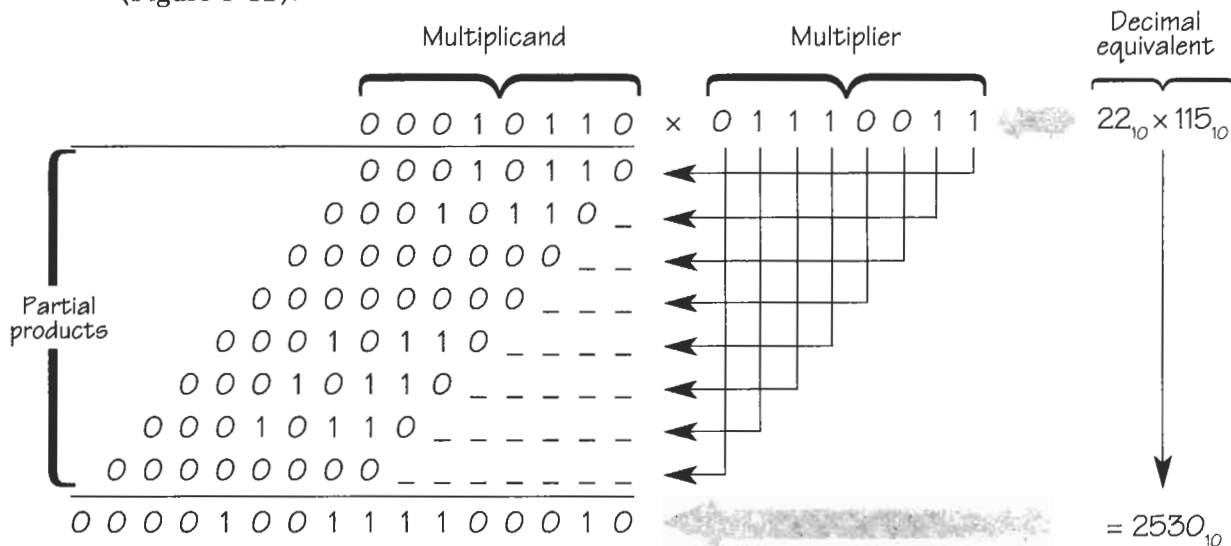 (Figure
Multiplicand Multiplier Decimal
equivalent
0 0 0 1 0 1 1 0 × 0 1 1 1 0 0 1 1 22₁₀ × 115₁₀
0 0 0 1 0 1 1 0
0 0 0 1 0 1 1 0 _
0 0 0 0 0 0 0 0 _ _
0 0 0 0 0 0 0 0 _ _ _
0 0 0 1 0 1 1 0 _ _ _ _
0 0 0 1 0 1 1 0 _ _ _ _ _
0 0 0 1 0 1 1 0 _ _ _ _ _ _
0 0 0 0 0 0 0 0 _ _ _ _ _ _ _
Partial
products
0 0 0 0 1 0 0 1 1 1 1 0 0 0 1 0 = 2530₁₀